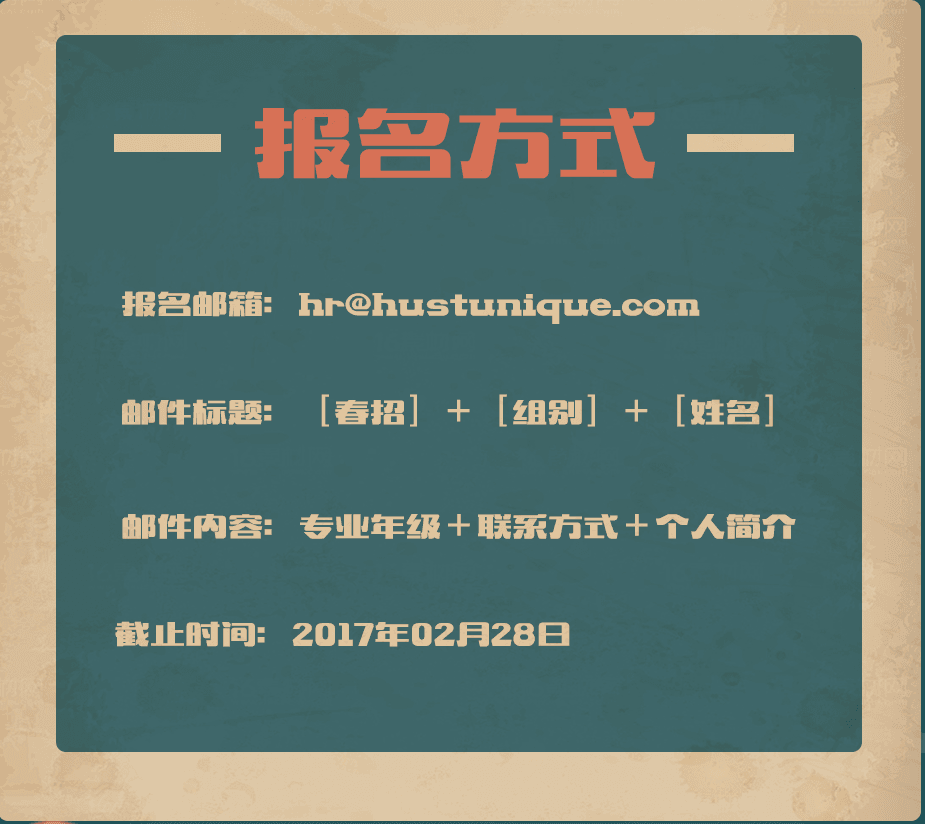 报名方式
报名邮箱: hr@hustunique.com
邮件标题: [春招] + [组别] + [姓名]
邮件内容: 专业年级+联系方式+个人简介
截止时间: 2017年02月28日